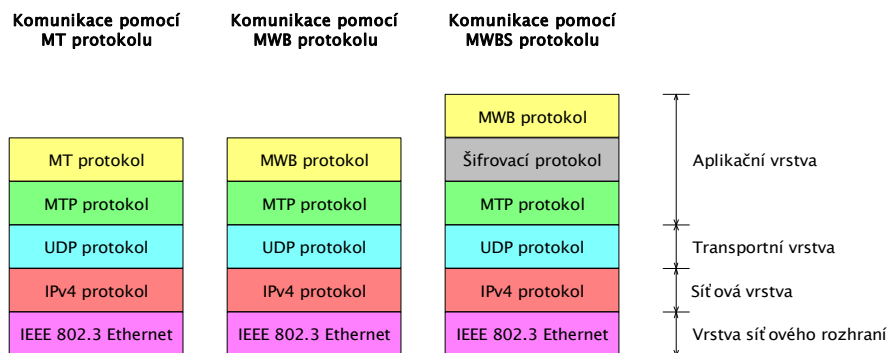 Komunikace pomocí
MT protokolu
Komunikace pomocí
MWB protokolu
Komunikace pomocí
MWBS protokolu
MT protokol
MTP protokol
UDP protokol
IPv4 protokol
IEEE 802.3 Ethernet
MWB protokol
MTP protokol
UDP protokol
IPv4 protokol
IEEE 802.3 Ethernet
MWB protokol
Šifrovací protokol
MTP protokol
UDP protokol
IPv4 protokol
IEEE 802.3 Ethernet
Aplikační vrstva
Transportní vrstva
Síťová vrstva
Vrstva síťového rozhraní